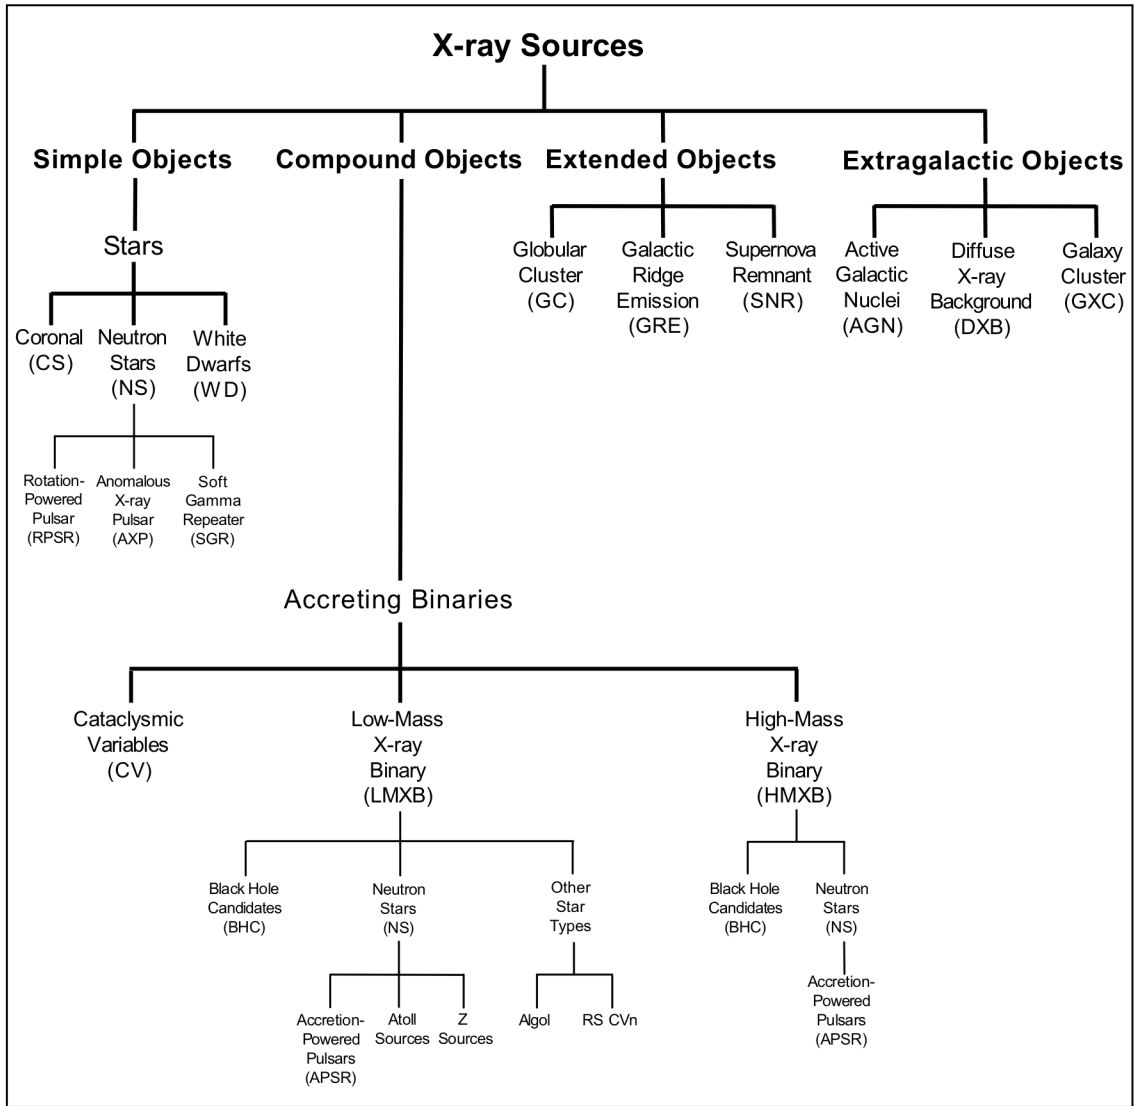 X-ray Sources
Simple Objects
Compound Objects
Extended Objects
Extragalactic Objects
Stars
Globular
Cluster
(GC)
Galactic
Ridge
Emission
(GRE)
Supernova
Remnant
(SNR)
Active
Galactic
Nuclei
(AGN)
Diffuse
X-ray
Background
(DXB)
Galaxy
Cluster
(GXC)
Coronal
(CS)
Neutron
Stars
(NS)
White
Dwarfs
(WD)
Rotation-
Powered
Pulsar
(RPSR)
Anomalous
X-ray
Pulsar
(AXP)
Soft
Gamma
Repeater
(SGR)
Accreting Binaries
Cataclysmic
Variables
(CV)
Low-Mass
X-ray
Binary
(LMXB)
High-Mass
X-ray
Binary
(HMXB)
Black Hole
Candidates
(BHC)
Neutron
Stars
(NS)
Other
Star
Types
Black Hole
Candidates
(BHC)
Neutron
Stars
(NS)
Accretion-
Powered
Pulsars
(APSR)
Atoll
Sources
Z
Sources
Algol
RS CVn
Accretion-
Powered
Pulsars
(APSR)